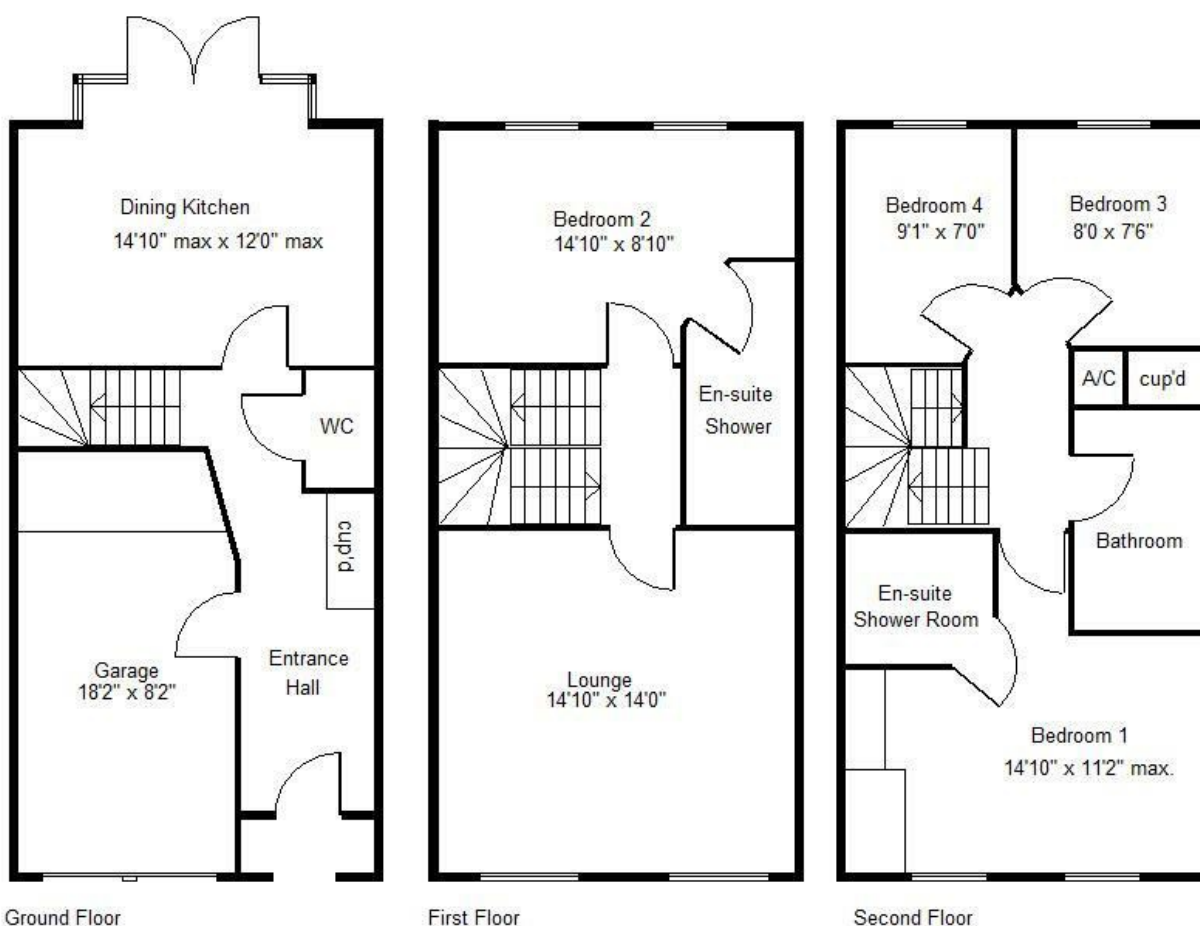 Dining Kitchen
14'10" max x 12'0" max
WC
cup'd
Garage
18'2" x 8'2"
Entrance
Hall
Ground Floor
Bedroom 2
14'10" x 8'10"
En-suite
Shower
Lounge
14'10" x 14'0"
First Floor
Bedroom 4
9'1" x 7'0"
Bedroom 3
8'0 x 7'6"
A/C
cup'd
Bathroom
En-suite
Shower Room
Bedroom 1
14'10" x 11'2" max.
Second Floor